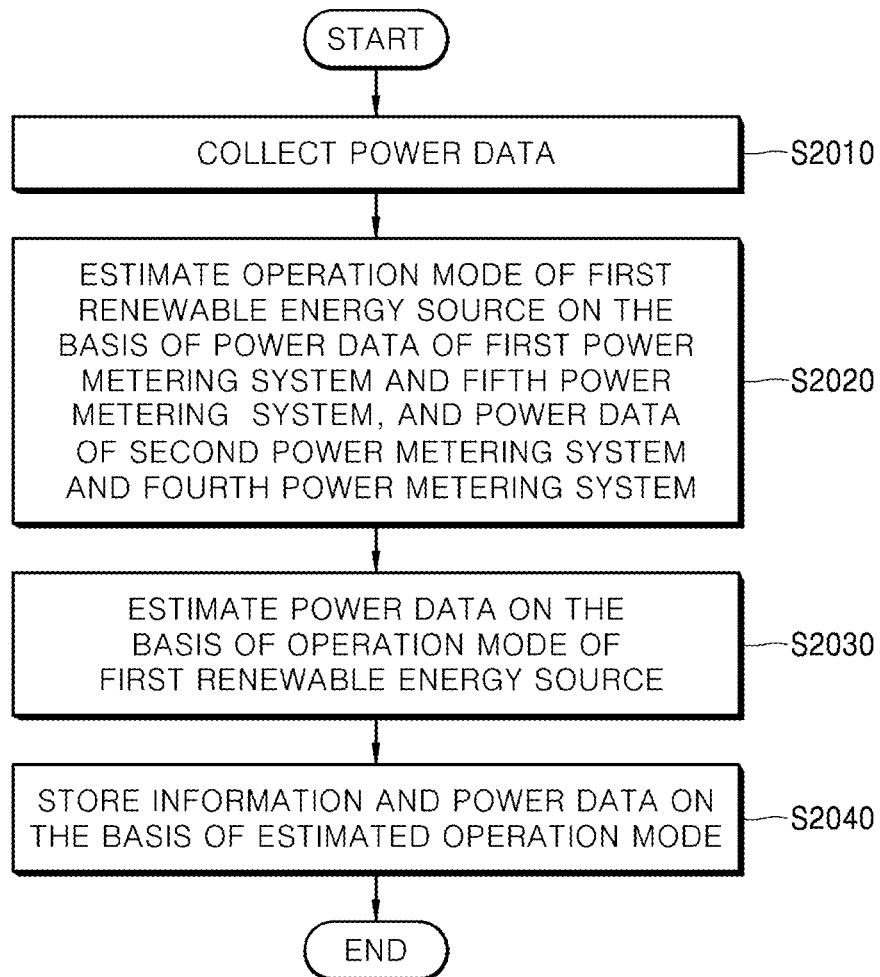 START
COLLECT POWER DATA
S2010
ESTIMATE OPERATION MODE OF FIRST
RENEWABLE ENERGY SOURCE ON THE
BASIS OF POWER DATA OF FIRST POWER
METERING SYSTEM AND FIFTH POWER
METERING SYSTEM, AND POWER DATA
OF SECOND POWER METERING SYSTEM
AND FOURTH POWER METERING SYSTEM
S2020
ESTIMATE POWER DATA ON THE
BASIS OF OPERATION MODE OF
FIRST RENEWABLE ENERGY SOURCE
S2030
STORE INFORMATION AND POWER DATA ON
THE BASIS OF ESTIMATED OPERATION MODE
S2040
END